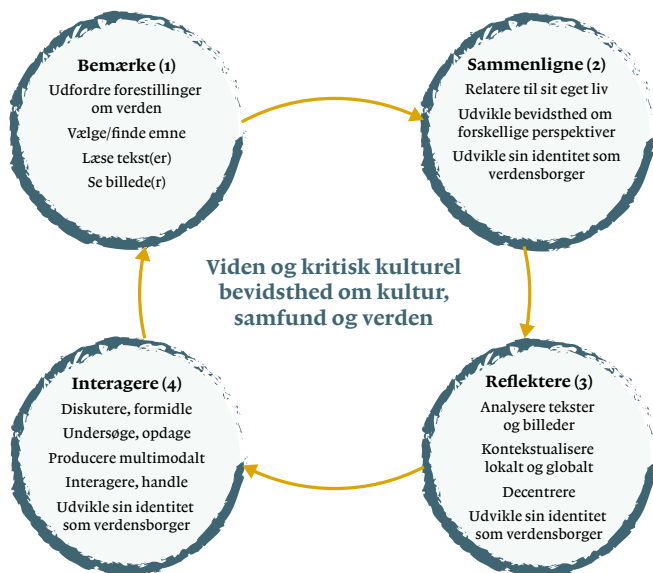 Bemærke (1)
Udfordre forestillinger
om verden
Vælge/finde emne
Læse tekst(er)
Se billede(r)
Sammenligne (2)
Relatere til sit eget liv
Udvikle bevidsthed om
forskellige perspektiver
Udvikle sin identitet som
verdensborger
Viden og kritisk kulturel
bevidsthed om kultur,
samfund og verden
Reflektere (3)
Analysere tekster
og billeder
Kontekstualisere
lokalt og globalt
Decentrere
Udvikle sin identitet
som verdensborger
Interagere (4)
Diskutere, formidle
Undersøge, opdage
Producere multimodalt
Interagere, handle
Udvikle sin identitet
som verdensborger